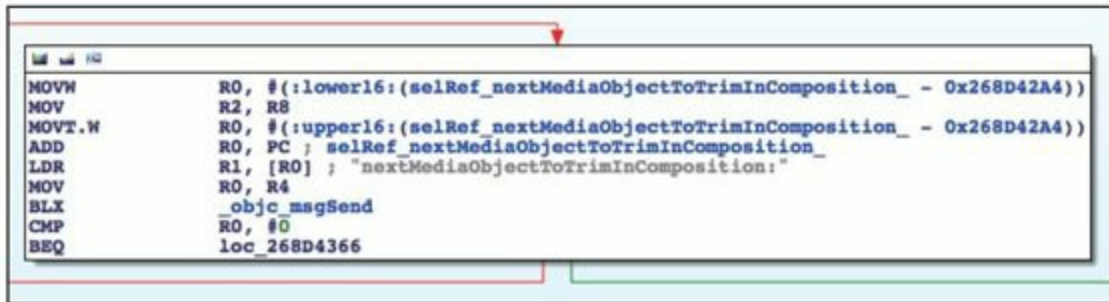 MOVW R0, #(:lower16:(selRef_nextMediaObjectToTrimInComposition_ - 0x268D42A4))
MOV R2, R8
MOVT.W R0, #(:upper16:(selRef_nextMediaObjectToTrimInComposition_ - 0x268D42A4))
ADD R0, PC ; selRef_nextMediaObjectToTrimInComposition_
LDR R1, [R0] ; "nextMediaObjectToTrimInComposition:"
MOV R0, R4
BLX _objc_msgSend
CMP R0, #0
BEQ loc_268D4366